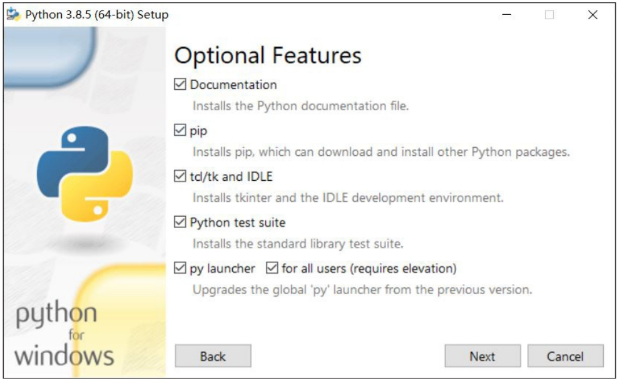 Python 3.8.5 (64-bit) Setup
Optional Features
Documentation
Installs the Python documentation file.
pip
Installs pip, which can download and install other Python packages.
tcl/tk and IDLE
Installs tkinter and the IDLE development environment.
Python test suite
Installs the standard library test suite.
py launcher for all users (requires elevation)
Upgrades the global 'py' launcher from the previous version.
python
for
windows
Back Next Cancel